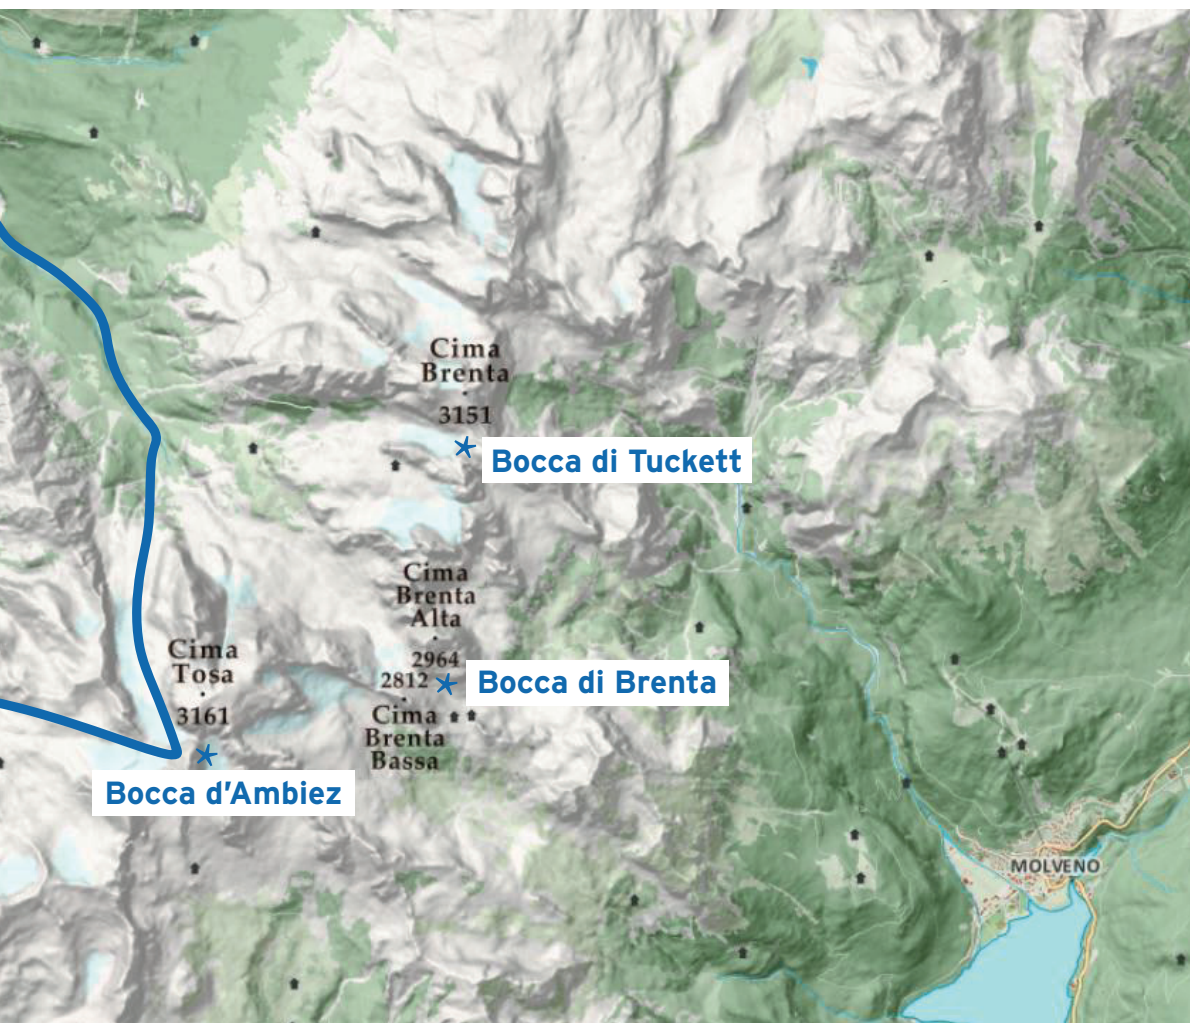 Cima
Brenta
3151
Bocca di Tuckett
Cima
Brenta
Alta
2964
2812
Bocca di Brenta
Cima
Brenta
Bassa
Cima
Tosa
3161
Bocca d'Ambiez
MOLVENO